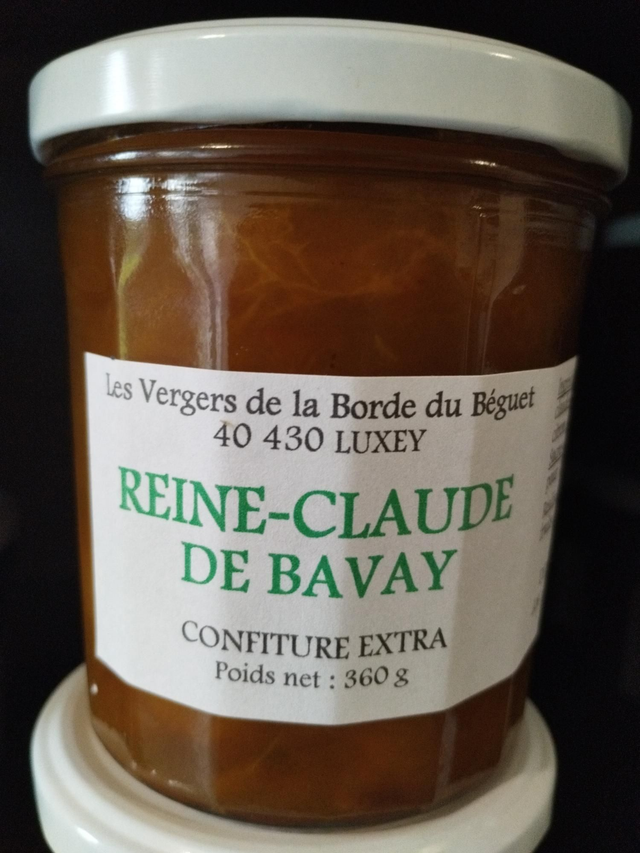 Les Vergers de la Borde du Béguet
40 430 LUXEY
REINE-CLAUDE
DE BAVAY
CONFITURE EXTRA
Poids net : 360 g